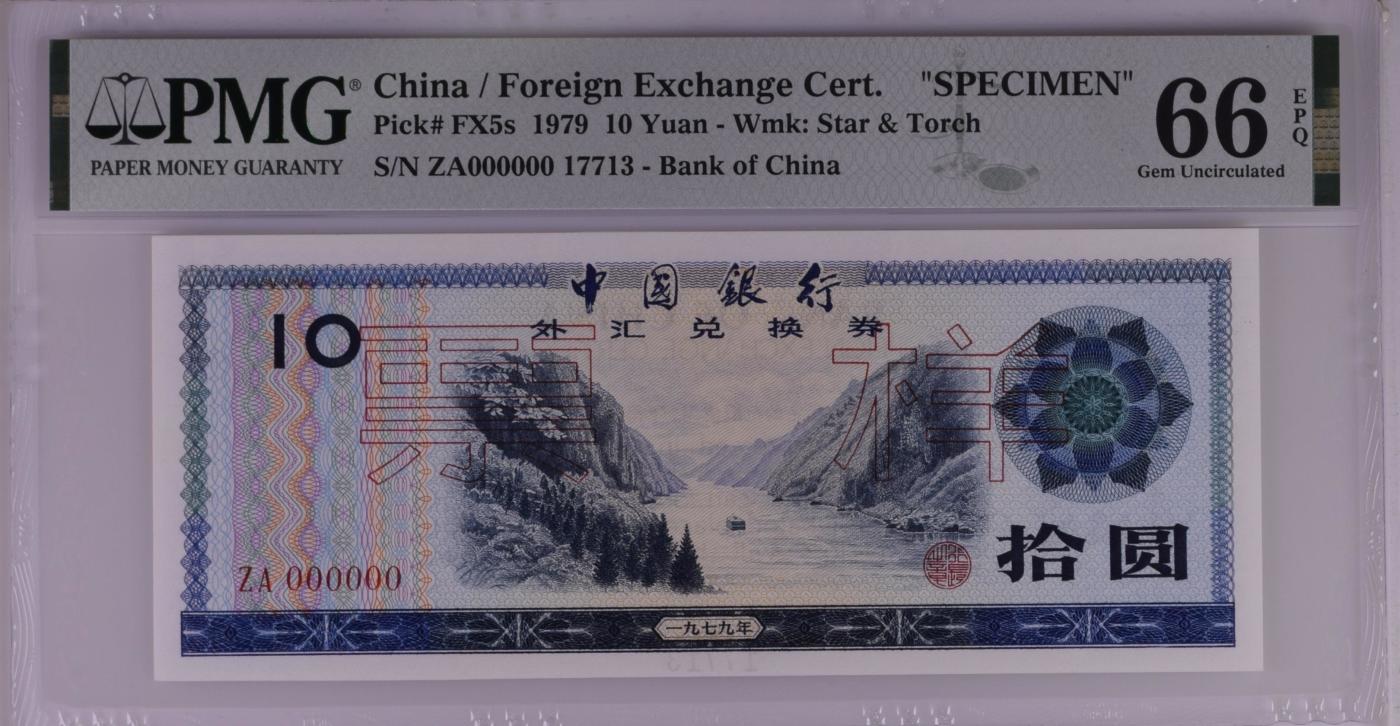 PMG®
PAPER MONEY GUARANTY
China / Foreign Exchange Cert. "SPECIMEN"
Pick# FX5s 1979 10 Yuan - Wmk: Star & Torch
S/N ZA000000 17713 - Bank of China
66
EPQ
Gem Uncirculated
中國銀行
外汇兑换券
10
票样
ZA 000000
拾圆
一九七九年